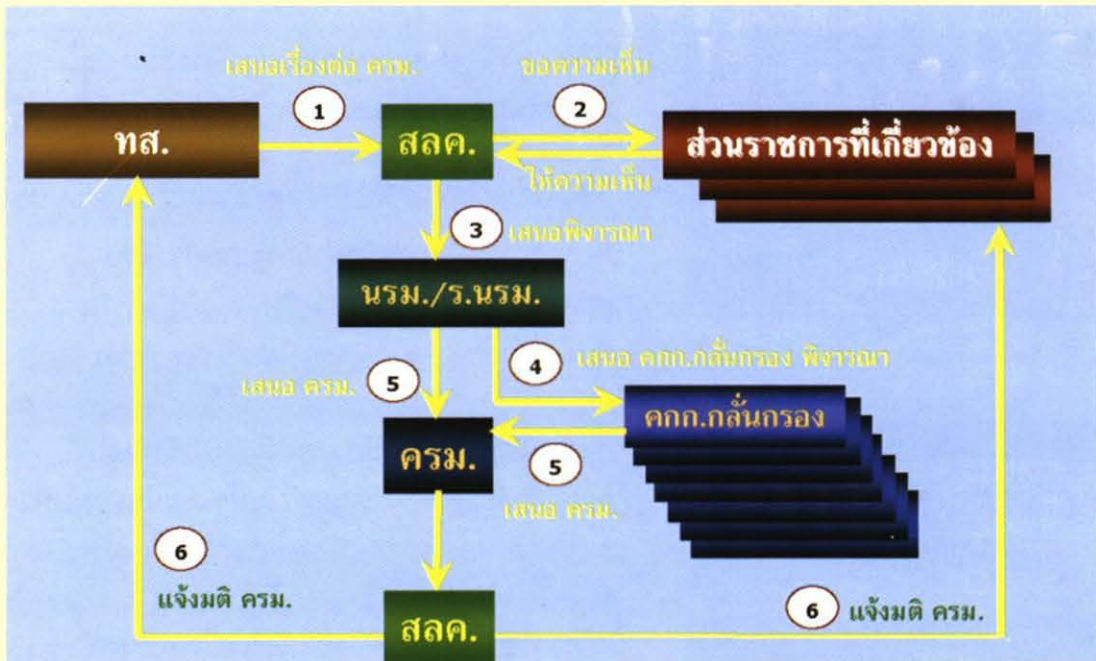 เสนอเรื่องต่อ ครม.
ขอความเห็น
1
2
ทส.
สลค.
ส่วนราชการที่เกี่ยวข้อง
ให้ความเห็น
3
เสนอพิจารณา
นรม./ร.นรม.
4
เสนอ คกก.กลั่นกรอง พิจารณา
เสนอ ครม.
5
คกก.กลั่นกรอง
ครม.
5
เสนอ ครม.
6
แจ้งมติ ครม.
6
แจ้งมติ ครม.
สลค.